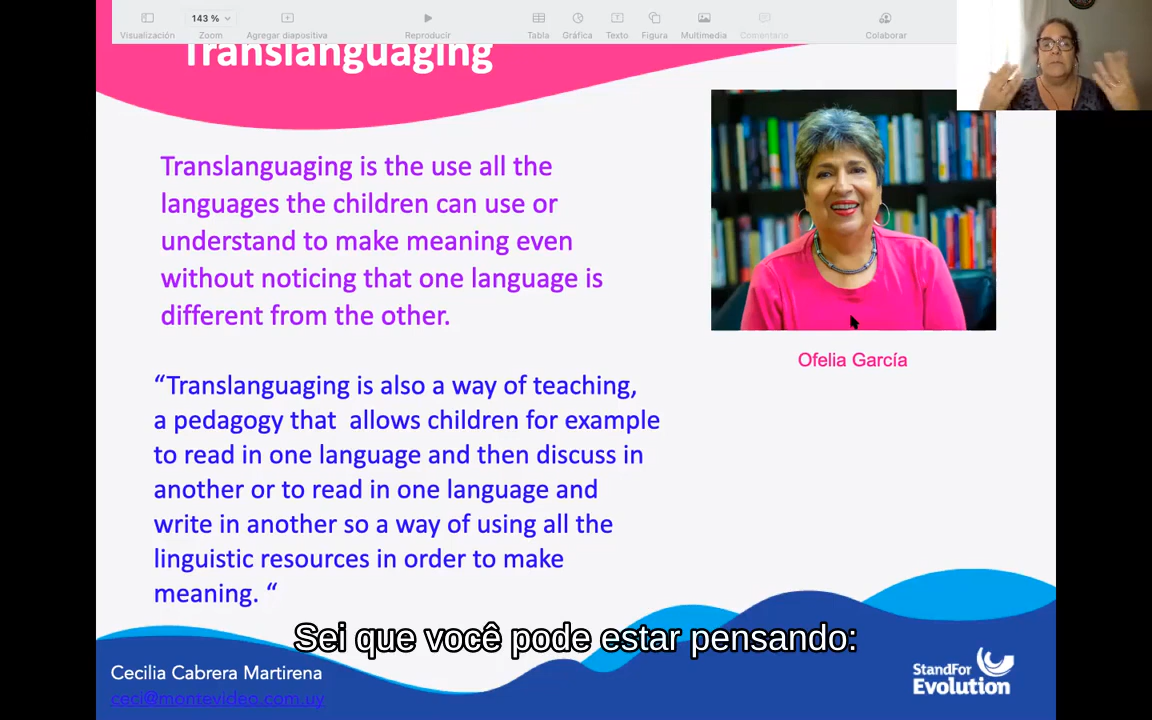 143 %
Visualización
Zoom
Agregar diapositiva
Reproducir
Tabla
Gráfica
Texto
Figura
Multimedia
Comentario
Colaborar
Translanguaging
Translanguaging is the use all the
languages the children can use or
understand to make meaning even
without noticing that one language is
different from the other.
Ofelia García
“Translanguaging is also a way of teaching,
a pedagogy that allows children for example
to read in one language and then discuss in
another or to read in one language and
write in another so a way of using all the
linguistic resources in order to make
meaning. “
Sei que você pode estar pensando:
Cecilia Cabrera Martirena
ceci@montevideo.com.uy
StandFor
Evolution